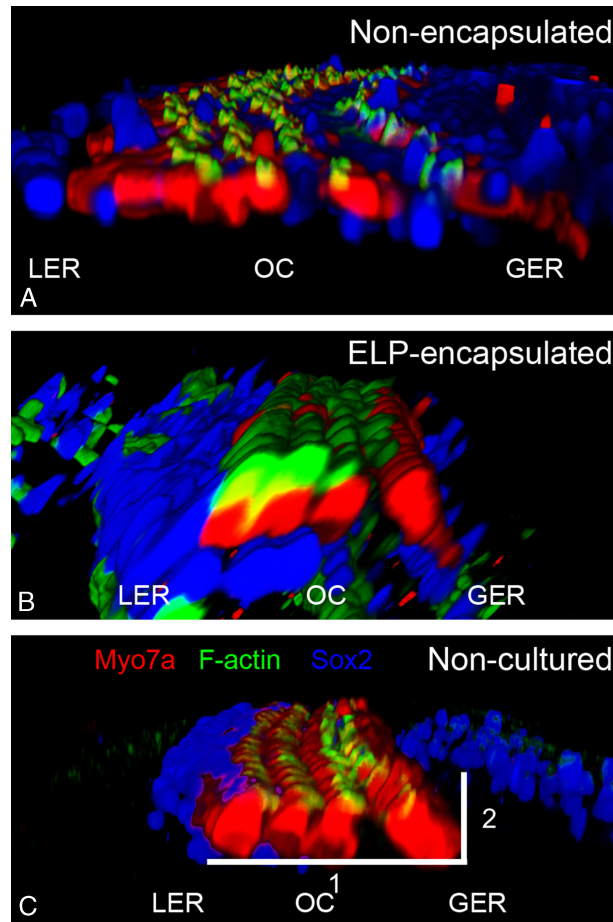 Non-encapsulated
LER OC GER
A
ELP-encapsulated
LER OC GER
B
Myo7a F-actin Sox2 Non-cultured
2
1
LER OC GER
C